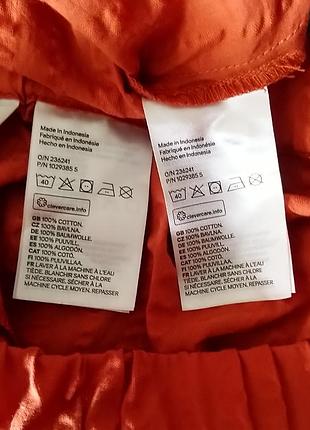 Made in Indonesia
Fabriqué en Indonésie
Hecho en Indonesia
O/N 236241
P/N 1029385 5
40
clevercare.info
GB 100% COTTON.
CZ 100% BAVLNA.
DE 100% BAUMWOLLE.
EE 100% PUUVILL.
ES 100% ALGODÓN.
CAT 100% COTÓ.
FI 100% PUUVILLAA.
FR LAVER À LA MACHINE À L'EAU
TIÈDE. BLANCHIR SANS CHLORE
SI NÉCESSAIRE. SÉCHER À LA
MACHINE CYCLE MOYEN. REPASSER
Made in Indonesia
Fabriqué en Indonésie
Hecho en Indonesia
O/N 236241
P/N 1029385 5
40
clevercare.info
GB 100% COTTON.
CZ 100% BAVLNA.
DE 100% BAUMWOLLE.
EE 100% PUUVILL.
ES 100% ALGODÓN.
CAT 100% COTÓ.
FI 100% PUUVILLAA.
FR LAVER À LA MACHINE À L'EAU
TIÈDE. BLANCHIR SANS CHLORE
SI NÉCESSAIRE. SÉCHER À LA
MACHINE CYCLE MOYEN. REPASSER